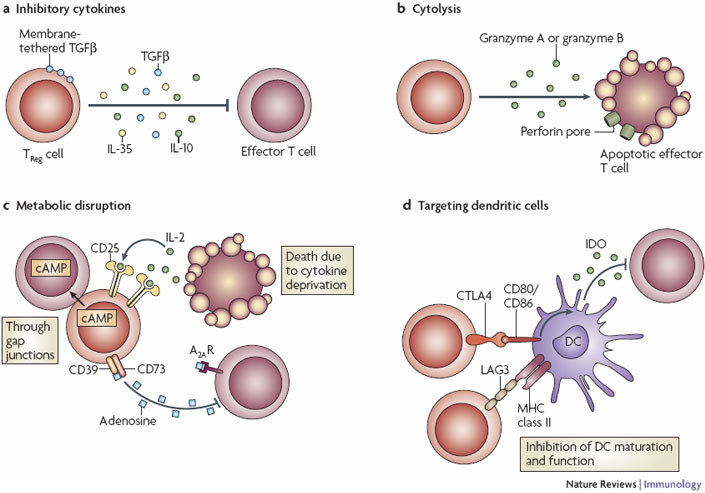 a Inhibitory cytokines
Membrane-
tethered TGFβ
TGFβ
TReg cell
IL-35
IL-10
Effector T cell
b Cytolysis
Granzyme A or granzyme B
Perforin pore
Apoptotic effector
T cell
c Metabolic disruption
IL-2
CD25
cAMP
cAMP
Death due
to cytokine
deprivation
Through
gap
junctions
CD39
CD73
A2AR
Adenosine
d Targeting dendritic cells
IDO
CTLA4
CD80/
CD86
DC
LAG3
MHC
class II
Inhibition of DC maturation
and function
Nature Reviews | Immunology